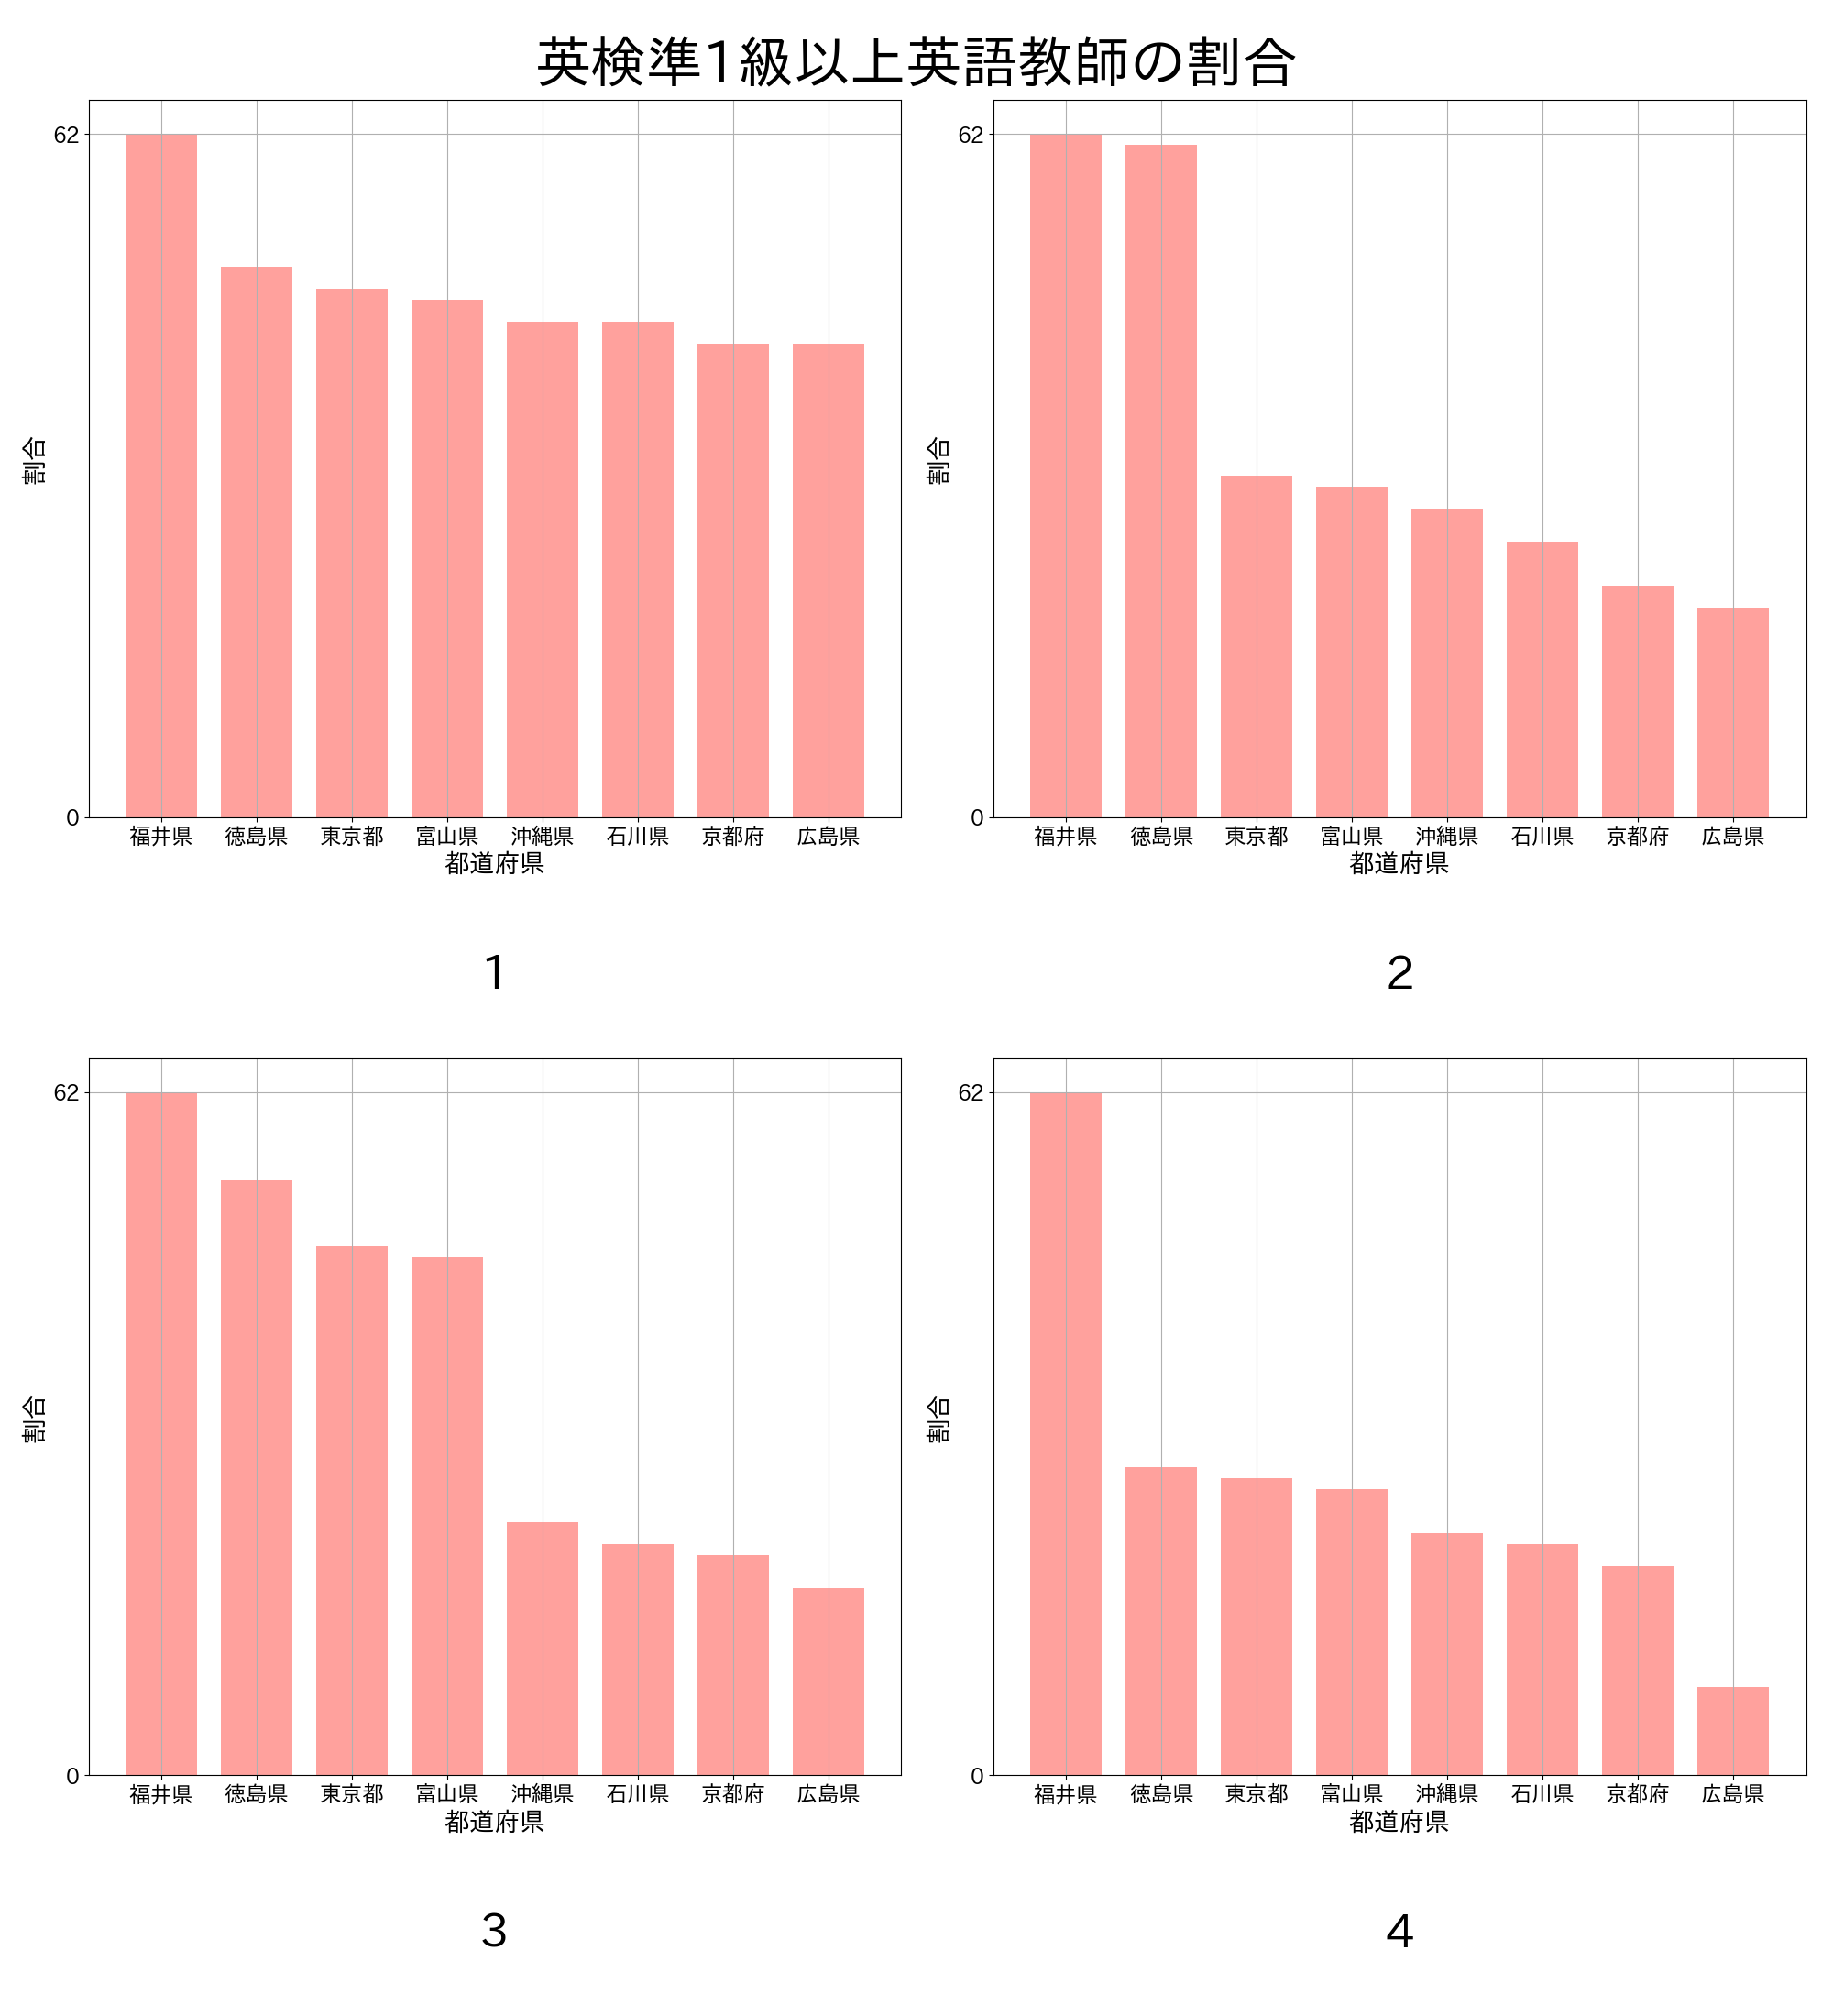 英検準1級以上英語教師の割合
62
割合
0
福井県 徳島県 東京都 富山県 沖縄県 石川県 京都府 広島県
都道府県
1
62
割合
0
福井県 徳島県 東京都 富山県 沖縄県 石川県 京都府 広島県
都道府県
2
62
割合
0
福井県 徳島県 東京都 富山県 沖縄県 石川県 京都府 広島県
都道府県
3
62
割合
0
福井県 徳島県 東京都 富山県 沖縄県 石川県 京都府 広島県
都道府県
4